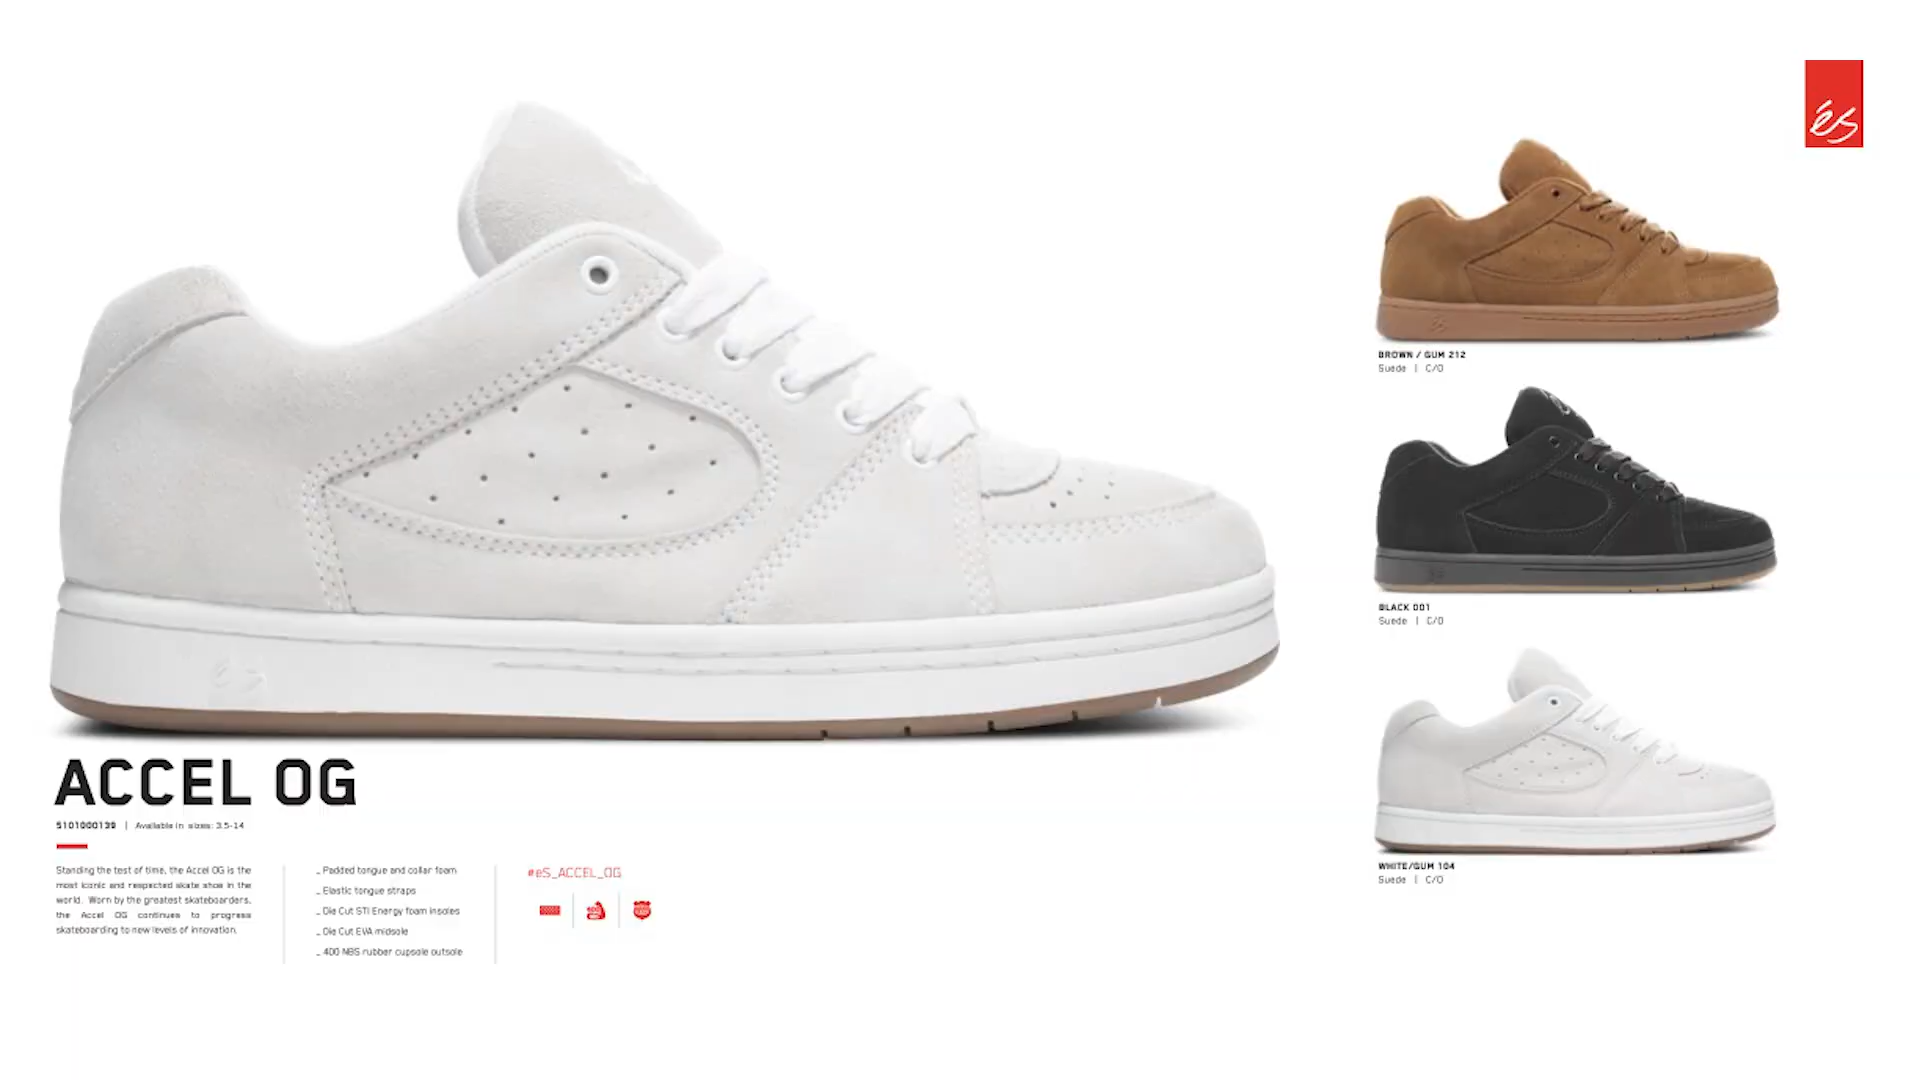 éS
BROWN / GUM 212
Suede | C/O
BLACK 001
Suede | C/O
WHITE/GUM 104
Suede | C/O
ACCEL OG
5101000139 | Available in sizes: 3.5-14
Standing the test of time, the Accel OG is the
most iconic and respected skate shoe in the
world. Worn by the greatest skateboarders,
the Accel OG continues to progress
skateboarding to new levels of innovation.
_ Padded tongue and collar foam
_ Elastic tongue straps
_ Die Cut STI Energy foam insoles
_ Die Cut EVA midsole
_ 400 NBS rubber cupsole outsole
#eS_ACCEL_OG